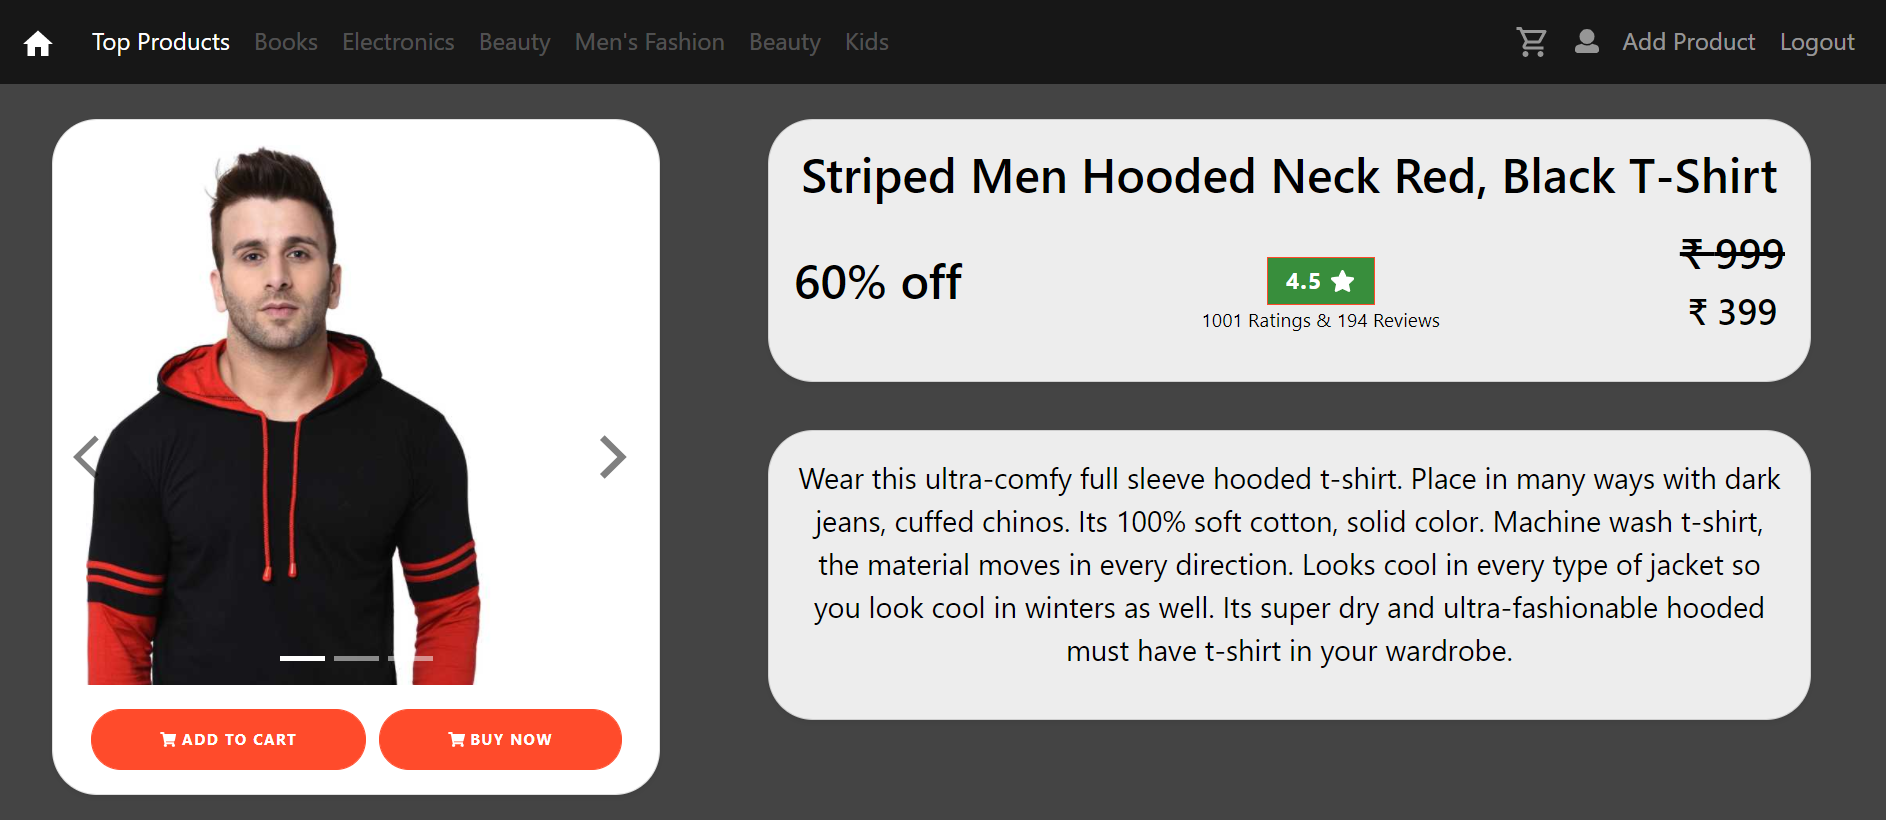 Top Products Books Electronics Beauty Men's Fashion Beauty Kids Add Product Logout
Striped Men Hooded Neck Red, Black T-Shirt
60% off
4.5
1001 Ratings & 194 Reviews
₹ 999
₹ 399
Wear this ultra-comfy full sleeve hooded t-shirt. Place in many ways with dark
jeans, cuffed chinos. Its 100% soft cotton, solid color. Machine wash t-shirt,
the material moves in every direction. Looks cool in every type of jacket so
you look cool in winters as well. Its super dry and ultra-fashionable hooded
must have t-shirt in your wardrobe.
ADD TO CART
BUY NOW